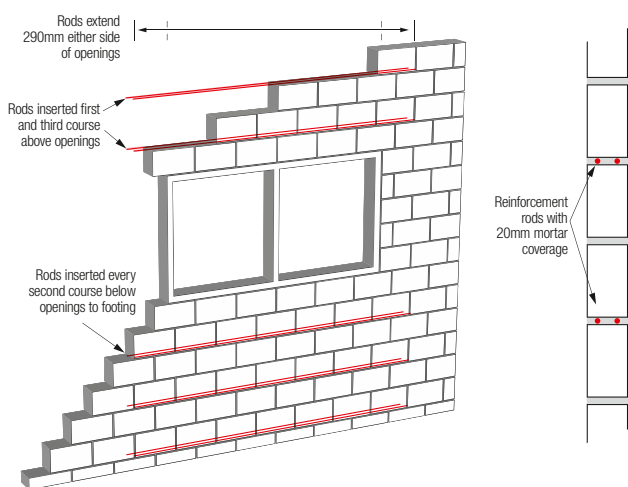 Rods extend
290mm either side
of openings
Rods inserted first
and third course
above openings
Rods inserted every
second course below
openings to footing
Reinforcement
rods with
20mm mortar
coverage